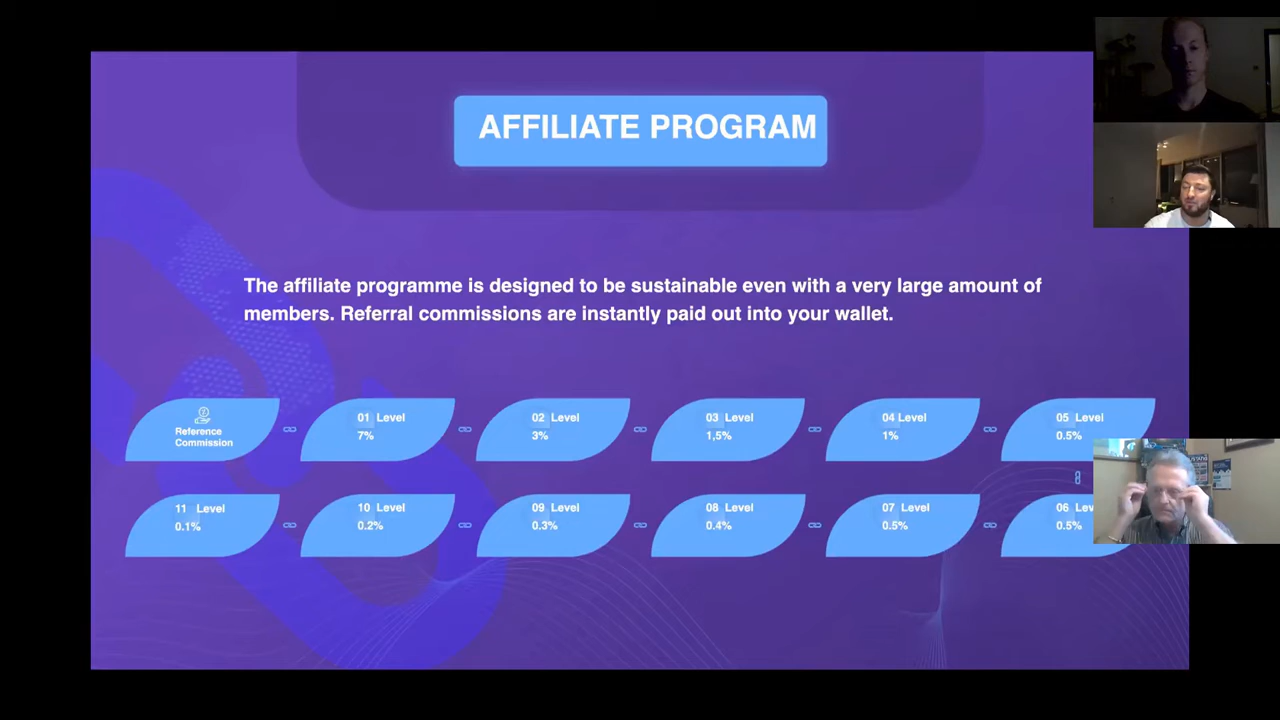 AFFILIATE PROGRAM
The affiliate programme is designed to be sustainable even with a very large amount of
members. Referral commissions are instantly paid out into your wallet.
Reference
Commission
01 Level
7%
02 Level
3%
03 Level
1,5%
04 Level
1%
05 Level
0.5%
11 Level
0.1%
10 Level
0.2%
09 Level
0.3%
08 Level
0.4%
07 Level
0.5%
06
0.5%